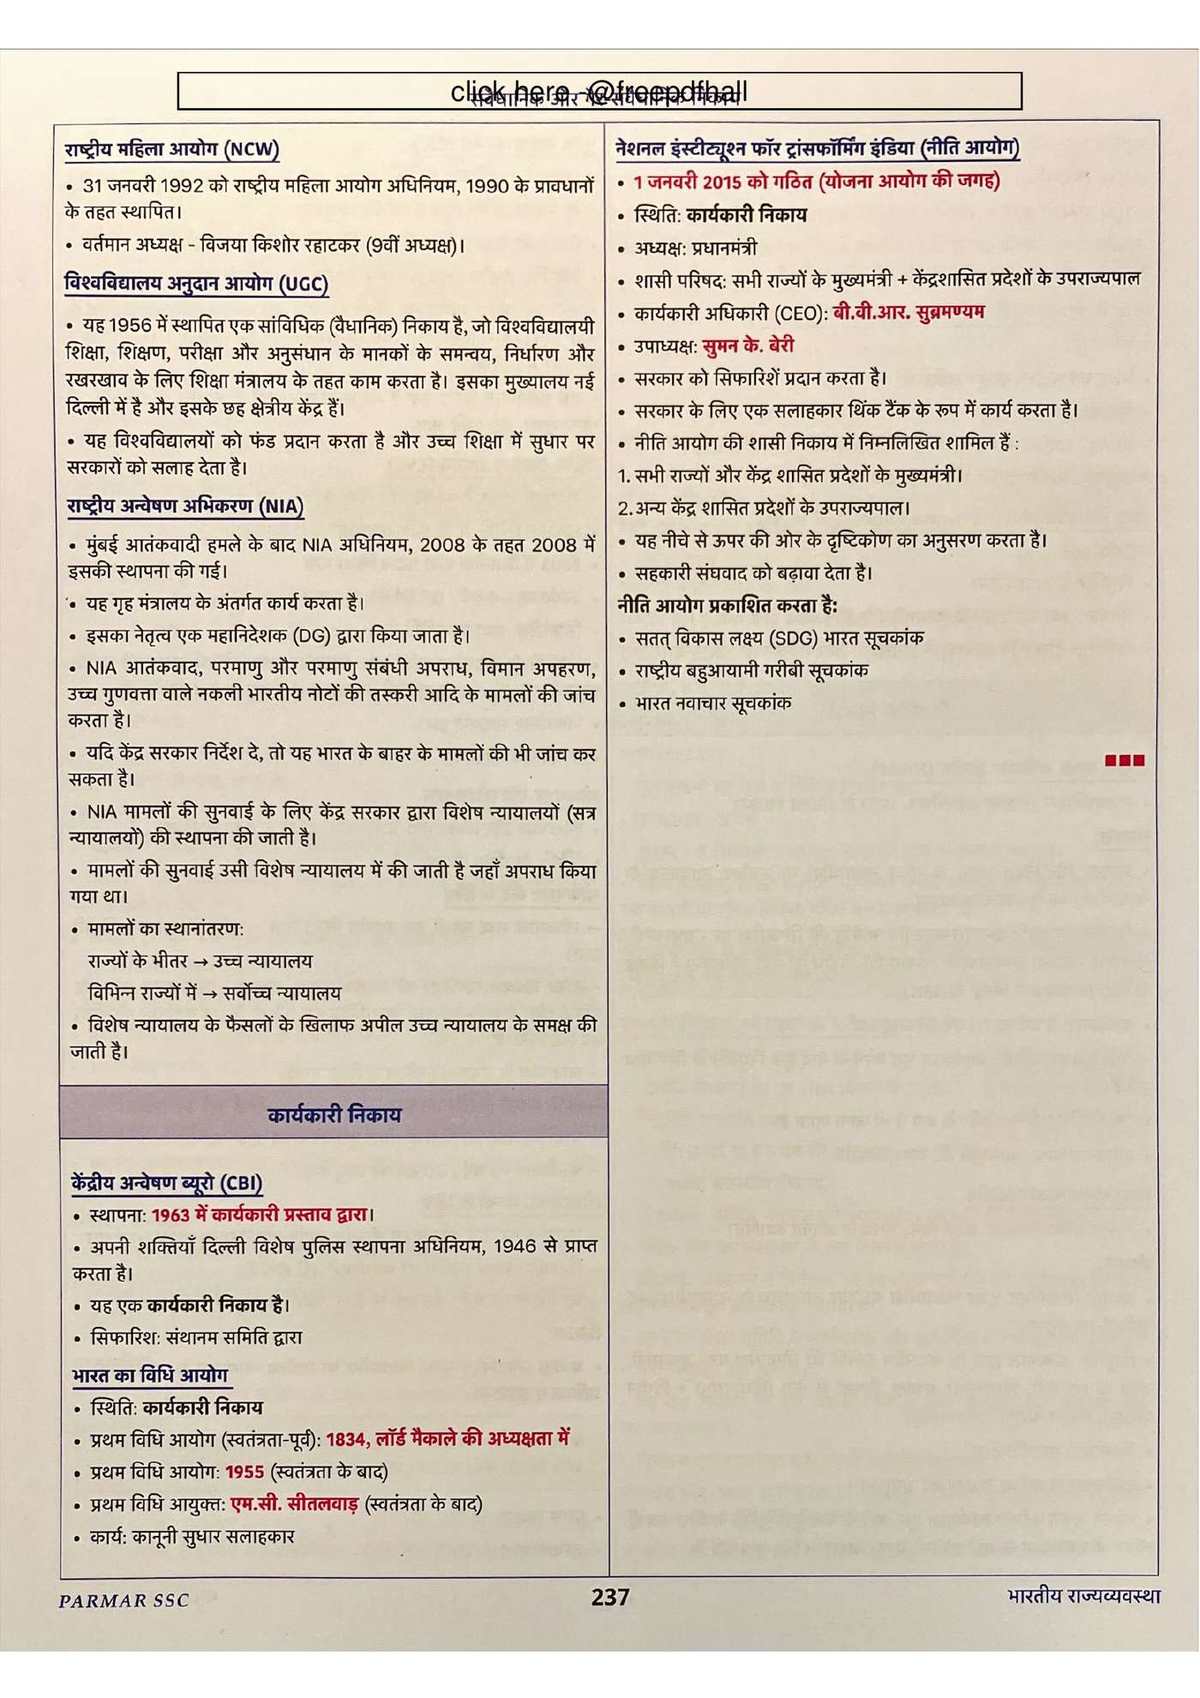 click here - @freepdfhall
संवैधानिक और गैर-संवैधानिक निकाय
राष्ट्रीय महिला आयोग (NCW)
• 31 जनवरी 1992 को राष्ट्रीय महिला आयोग अधिनियम, 1990 के प्रावधानों
के तहत स्थापित।
• वर्तमान अध्यक्ष - विजया किशोर रहाटकर (9वीं अध्यक्ष)।
विश्वविद्यालय अनुदान आयोग (UGC)
• यह 1956 में स्थापित एक सांविधिक (वैधानिक) निकाय है, जो विश्वविद्यालयी
शिक्षा, शिक्षण, परीक्षा और अनुसंधान के मानकों के समन्वय, निर्धारण और
रखरखाव के लिए शिक्षा मंत्रालय के तहत काम करता है। इसका मुख्यालय नई
दिल्ली में है और इसके छह क्षेत्रीय केंद्र हैं।
• यह विश्वविद्यालयों को फंड प्रदान करता है और उच्च शिक्षा में सुधार पर
सरकारों को सलाह देता है।
राष्ट्रीय अन्वेषण अभिकरण (NIA)
• मुंबई आतंकवादी हमले के बाद NIA अधिनियम, 2008 के तहत 2008 में
इसकी स्थापना की गई।
• यह गृह मंत्रालय के अंतर्गत कार्य करता है।
• इसका नेतृत्व एक महानिदेशक (DG) द्वारा किया जाता है।
• NIA आतंकवाद, परमाणु और परमाणु संबंधी अपराध, विमान अपहरण,
उच्च गुणवत्ता वाले नकली भारतीय नोटों की तस्करी आदि के मामलों की जांच
करता है।
• यदि केंद्र सरकार निर्देश दे, तो यह भारत के बाहर के मामलों की भी जांच कर
सकता है।
• NIA मामलों की सुनवाई के लिए केंद्र सरकार द्वारा विशेष न्यायालयों (सत्र
न्यायालयों) की स्थापना की जाती है।
• मामलों की सुनवाई उसी विशेष न्यायालय में की जाती है जहाँ अपराध किया
गया था।
• मामलों का स्थानांतरण:
राज्यों के भीतर → उच्च न्यायालय
विभिन्न राज्यों में → सर्वोच्च न्यायालय
• विशेष न्यायालय के फैसलों के खिलाफ अपील उच्च न्यायालय के समक्ष की
जाती है।
कार्यकारी निकाय
केंद्रीय अन्वेषण ब्यूरो (CBI)
• स्थापना: 1963 में कार्यकारी प्रस्ताव द्वारा।
• अपनी शक्तियाँ दिल्ली विशेष पुलिस स्थापना अधिनियम, 1946 से प्राप्त
करता है।
• यह एक कार्यकारी निकाय है।
• सिफारिश: संथानम समिति द्वारा
भारत का विधि आयोग
• स्थिति: कार्यकारी निकाय
• प्रथम विधि आयोग (स्वतंत्रता-पूर्व): 1834, लॉर्ड मैकाले की अध्यक्षता में
• प्रथम विधि आयोग: 1955 (स्वतंत्रता के बाद)
• प्रथम विधि आयुक्त: एम.सी. सीतलवाड़ (स्वतंत्रता के बाद)
• कार्य: कानूनी सुधार सलाहकार
नेशनल इंस्टीट्यूश्न फॉर ट्रांसफॉर्मिंग इंडिया (नीति आयोग)
• 1 जनवरी 2015 को गठित (योजना आयोग की जगह)
• स्थिति: कार्यकारी निकाय
• अध्यक्ष: प्रधानमंत्री
• शासी परिषद: सभी राज्यों के मुख्यमंत्री + केंद्रशासित प्रदेशों के उपराज्यपाल
• कार्यकारी अधिकारी (CEO): बी.वी.आर. सुब्रमण्यम
• उपाध्यक्ष: सुमन के. बेरी
• सरकार को सिफारिशें प्रदान करता है।
• सरकार के लिए एक सलाहकार थिंक टैंक के रूप में कार्य करता है।
• नीति आयोग की शासी निकाय में निम्नलिखित शामिल हैं :
1. सभी राज्यों और केंद्र शासित प्रदेशों के मुख्यमंत्री।
2. अन्य केंद्र शासित प्रदेशों के उपराज्यपाल।
• यह नीचे से ऊपर की ओर के दृष्टिकोण का अनुसरण करता है।
• सहकारी संघवाद को बढ़ावा देता है।
नीति आयोग प्रकाशित करता है:
• सतत् विकास लक्ष्य (SDG) भारत सूचकांक
• राष्ट्रीय बहुआयामी गरीबी सूचकांक
• भारत नवाचार सूचकांक
PARMAR SSC
237
भारतीय राज्यव्यवस्था